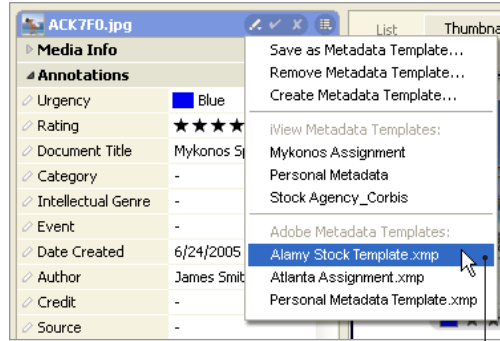 ACK7F0.jpg
List
Thumbna
Media Info
Annotations
Urgency Blue
Rating ★★★★
Document Title Mykonos Sp
Category -
Intellectual Genre -
Event -
Date Created 6/24/2005
Author James Smit
Credit -
Source -
Save as Metadata Template...
Remove Metadata Template...
Create Metadata Template...
iView Metadata Templates:
Mykonos Assignment
Personal Metadata
Stock Agency_Corbis
Adobe Metadata Templates:
Alamy Stock Template.xmp
Atlanta Assignment.xmp
Personal Metadata Template.xmp